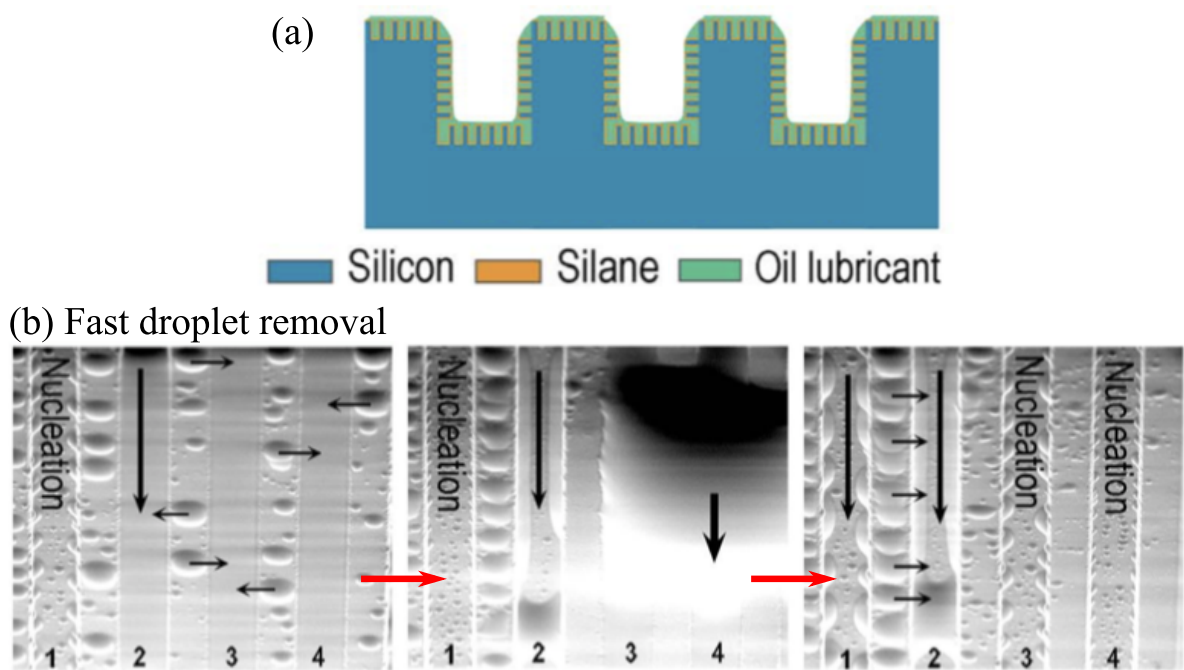 (a)
Silicon Silane Oil lubricant
(b) Fast droplet removal
Nucleation
1 2 3 4
Nucleation
1 2 3 4
Nucleation Nucleation
1 2 3 4